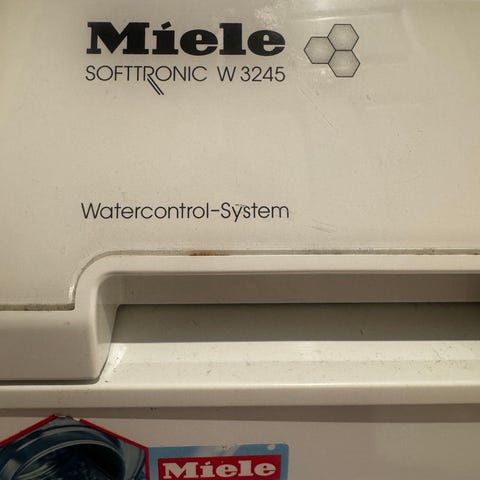 Miele
SOFTTRONIC W 3245
Watercontrol-System
Miele